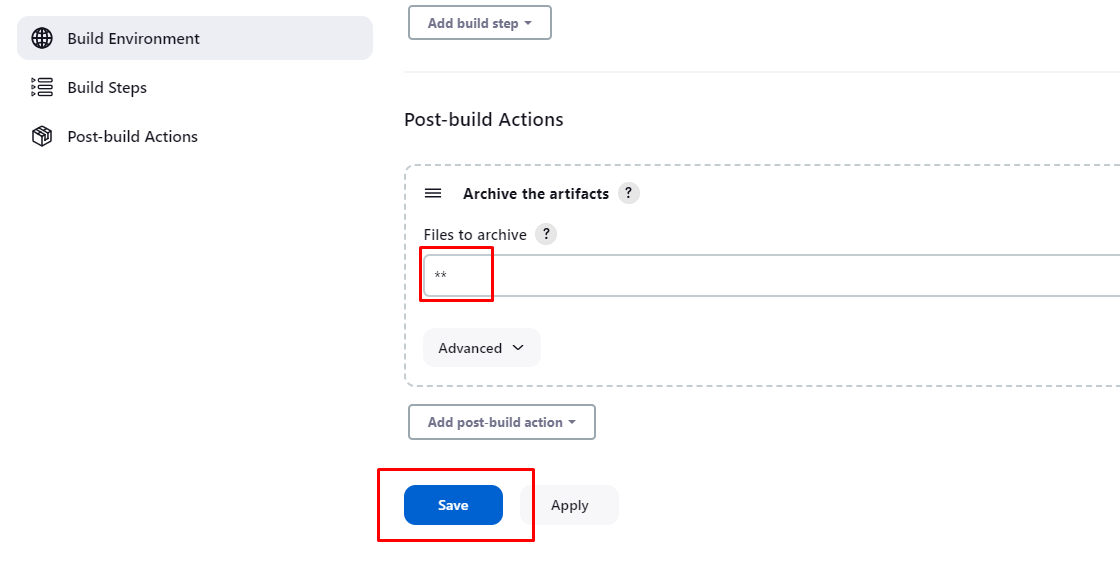 Build Environment
Build Steps
Post-build Actions
Add build step
Post-build Actions
Archive the artifacts ?
Files to archive ?
**
Advanced
Add post-build action
Save
Apply